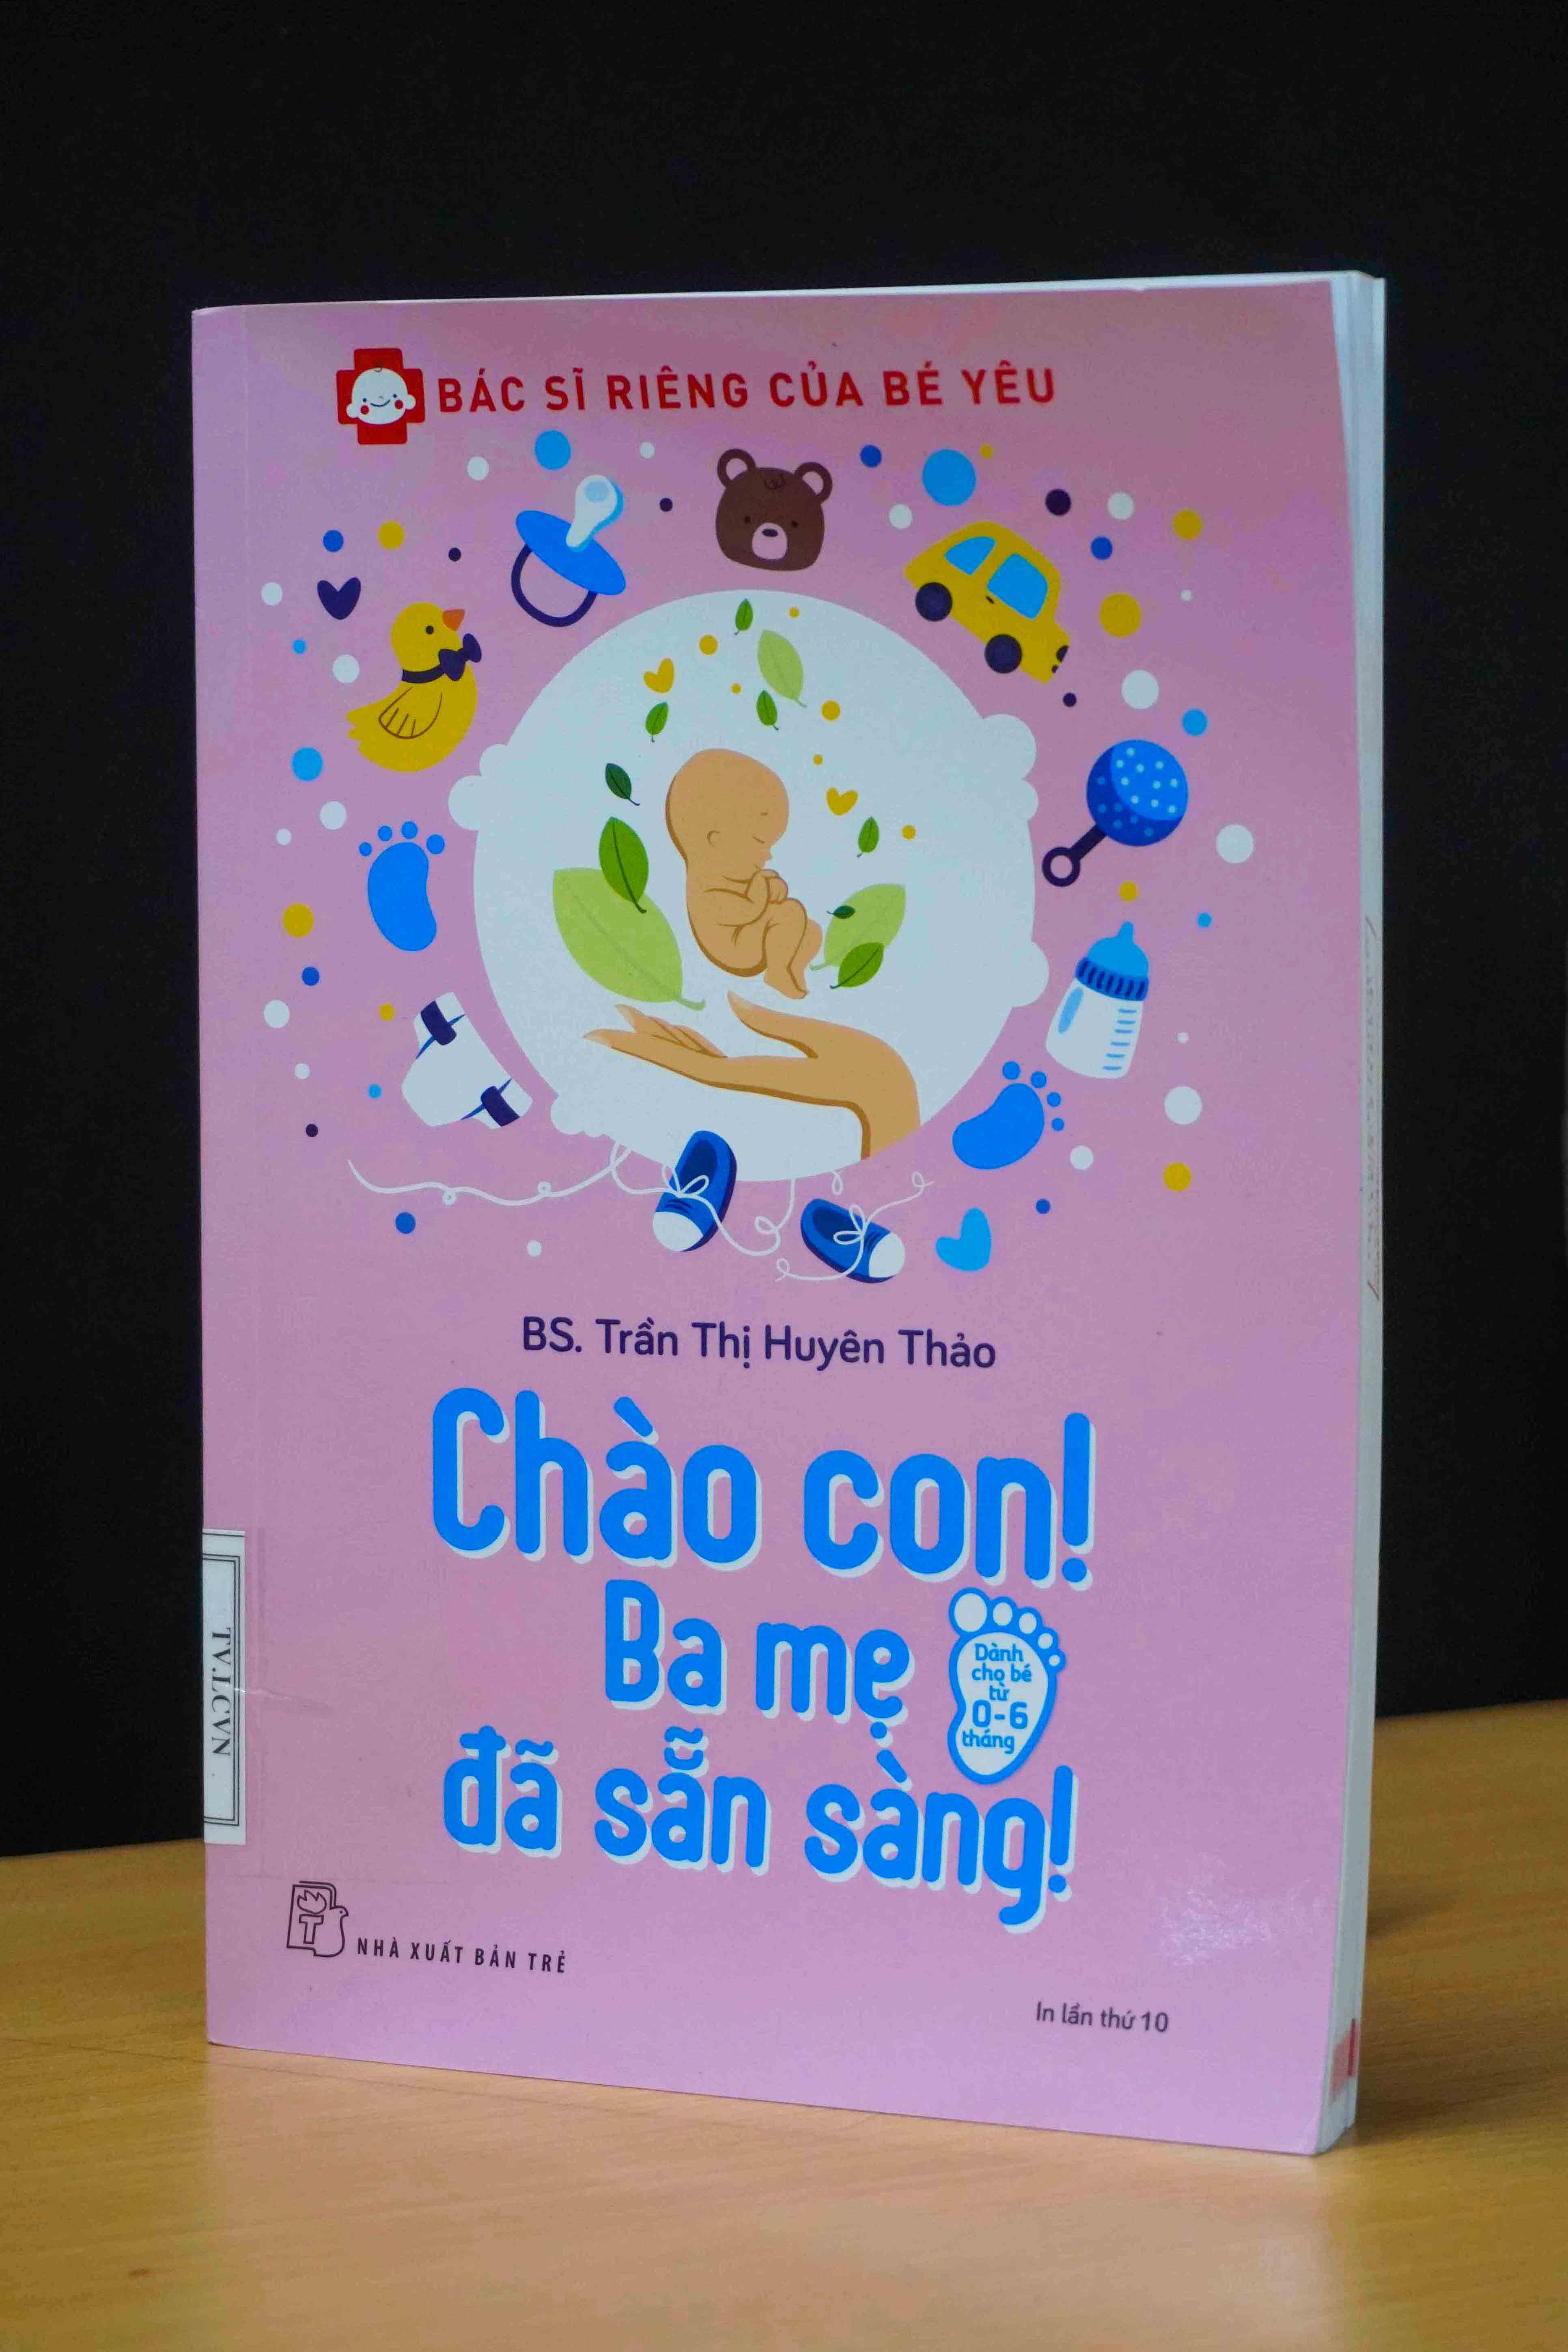 BÁC SĨ RIÊNG CỦA BÉ YÊU
BS. Trần Thị Huyên Thảo
Chào con!
Ba mẹ
Dành
cho bé
từ
0-6
tháng
đã sẵn sàng!
TV.LCVN
T
NHÀ XUẤT BẢN TRẺ
In lần thứ 10